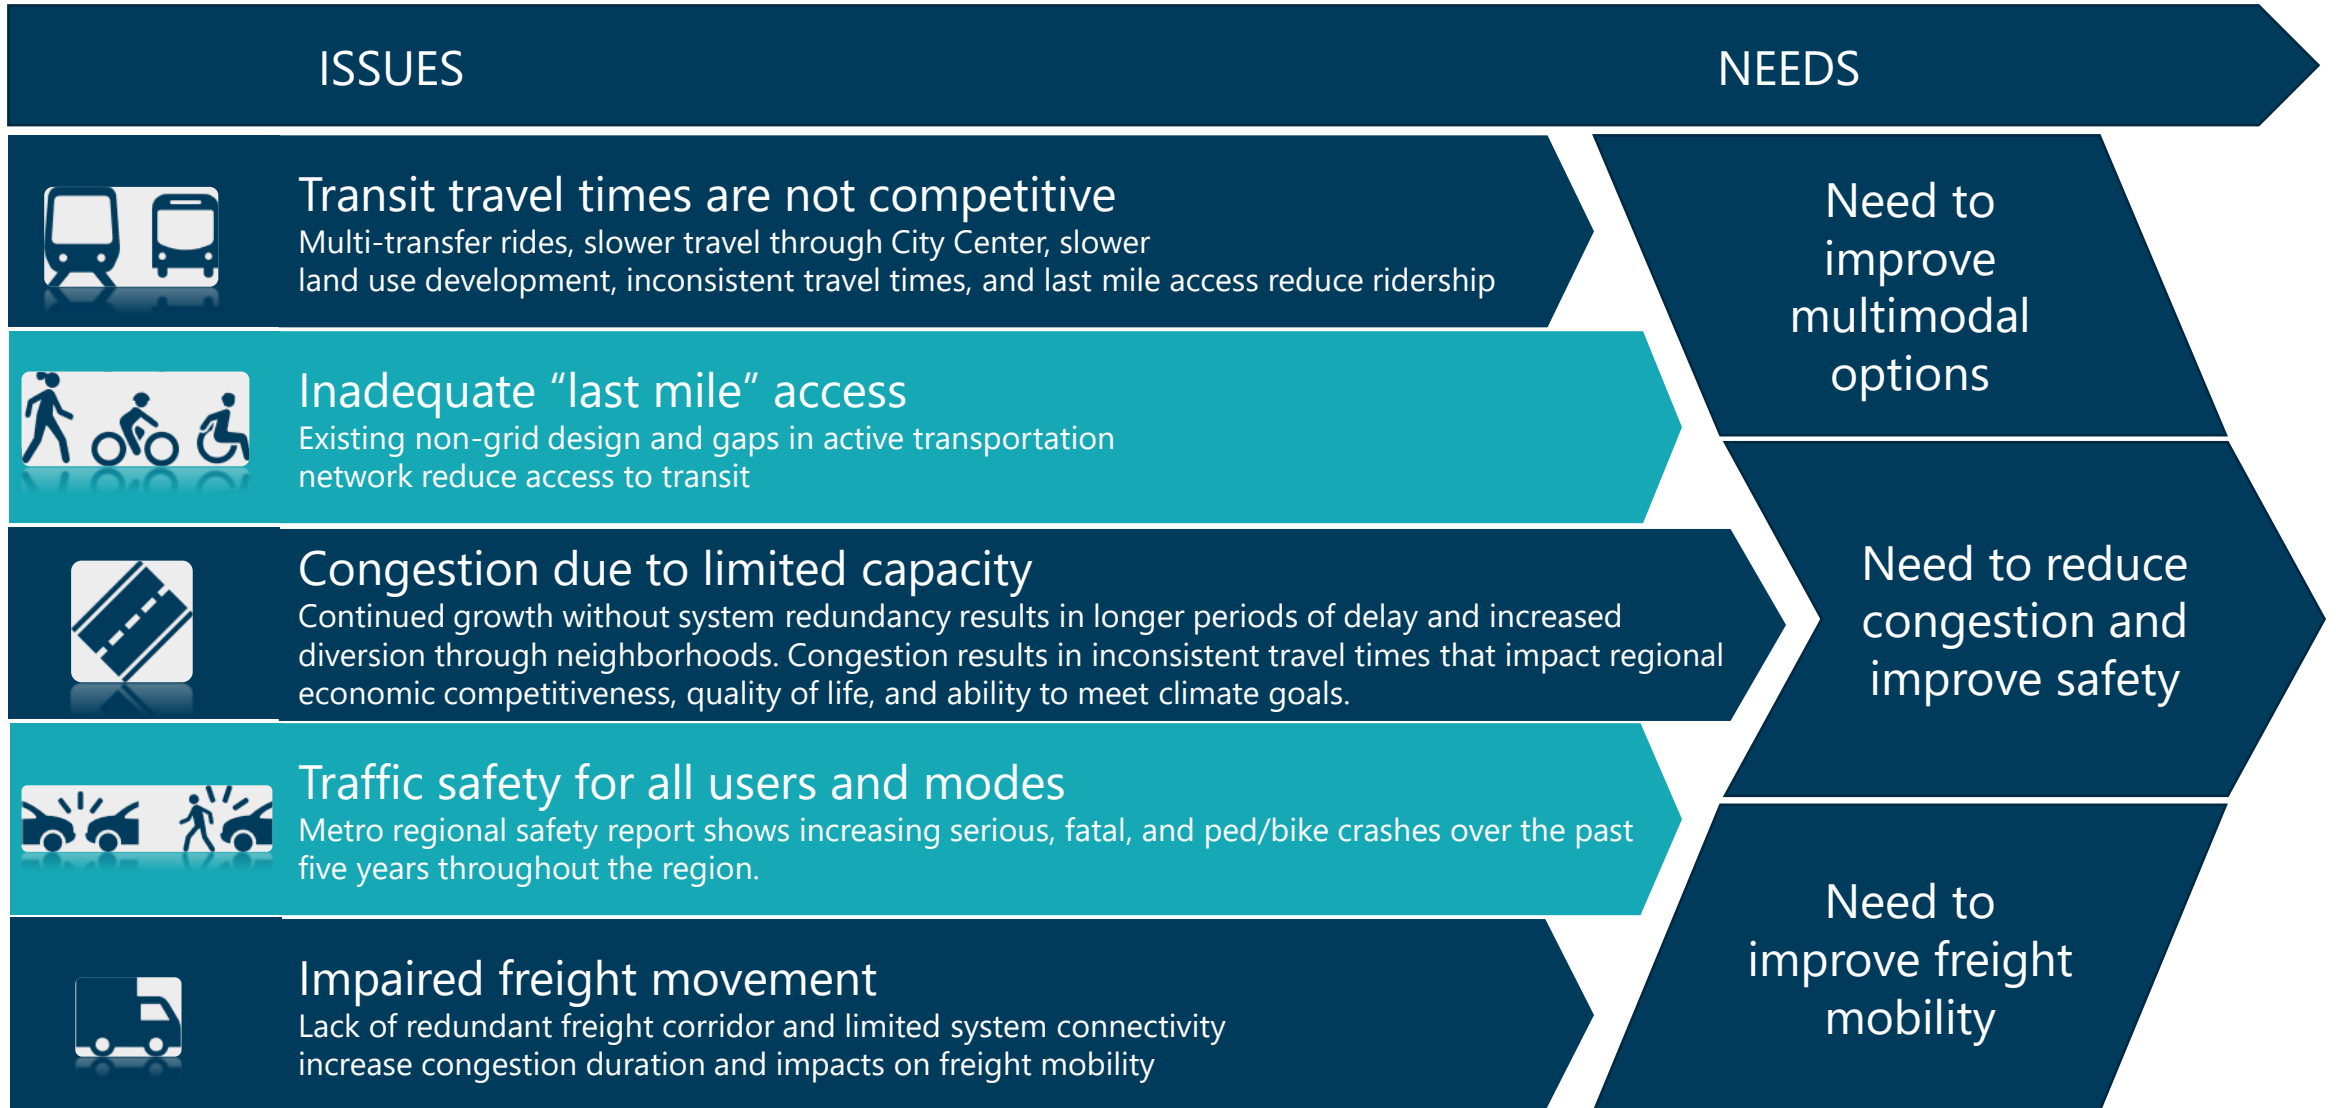 ISSUES
NEEDS
Transit travel times are not competitive
Multi-transfer rides, slower travel through City Center, slower
land use development, inconsistent travel times, and last mile access reduce ridership
Inadequate “last mile” access
Existing non-grid design and gaps in active transportation
network reduce access to transit
Congestion due to limited capacity
Continued growth without system redundancy results in longer periods of delay and increased
diversion through neighborhoods. Congestion results in inconsistent travel times that impact regional
economic competitiveness, quality of life, and ability to meet climate goals.
Traffic safety for all users and modes
Metro regional safety report shows increasing serious, fatal, and ped/bike crashes over the past
five years throughout the region.
Impaired freight movement
Lack of redundant freight corridor and limited system connectivity
increase congestion duration and impacts on freight mobility
Need to
improve
multimodal
options
Need to reduce
congestion and
improve safety
Need to
improve freight
mobility